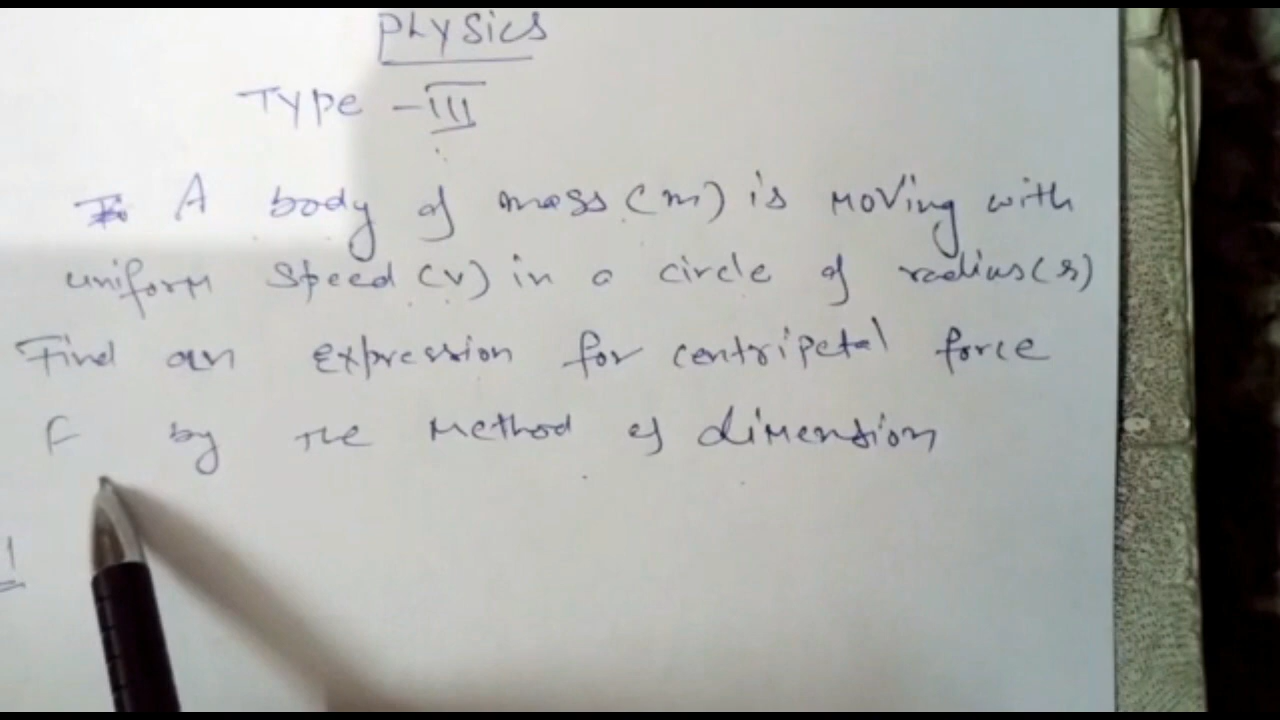 Physics
Type - III
A body of mass (m) is moving with
uniform speed (v) in a circle of radius (r)
Find an expression for centripetal force
F by the method of dimension
1